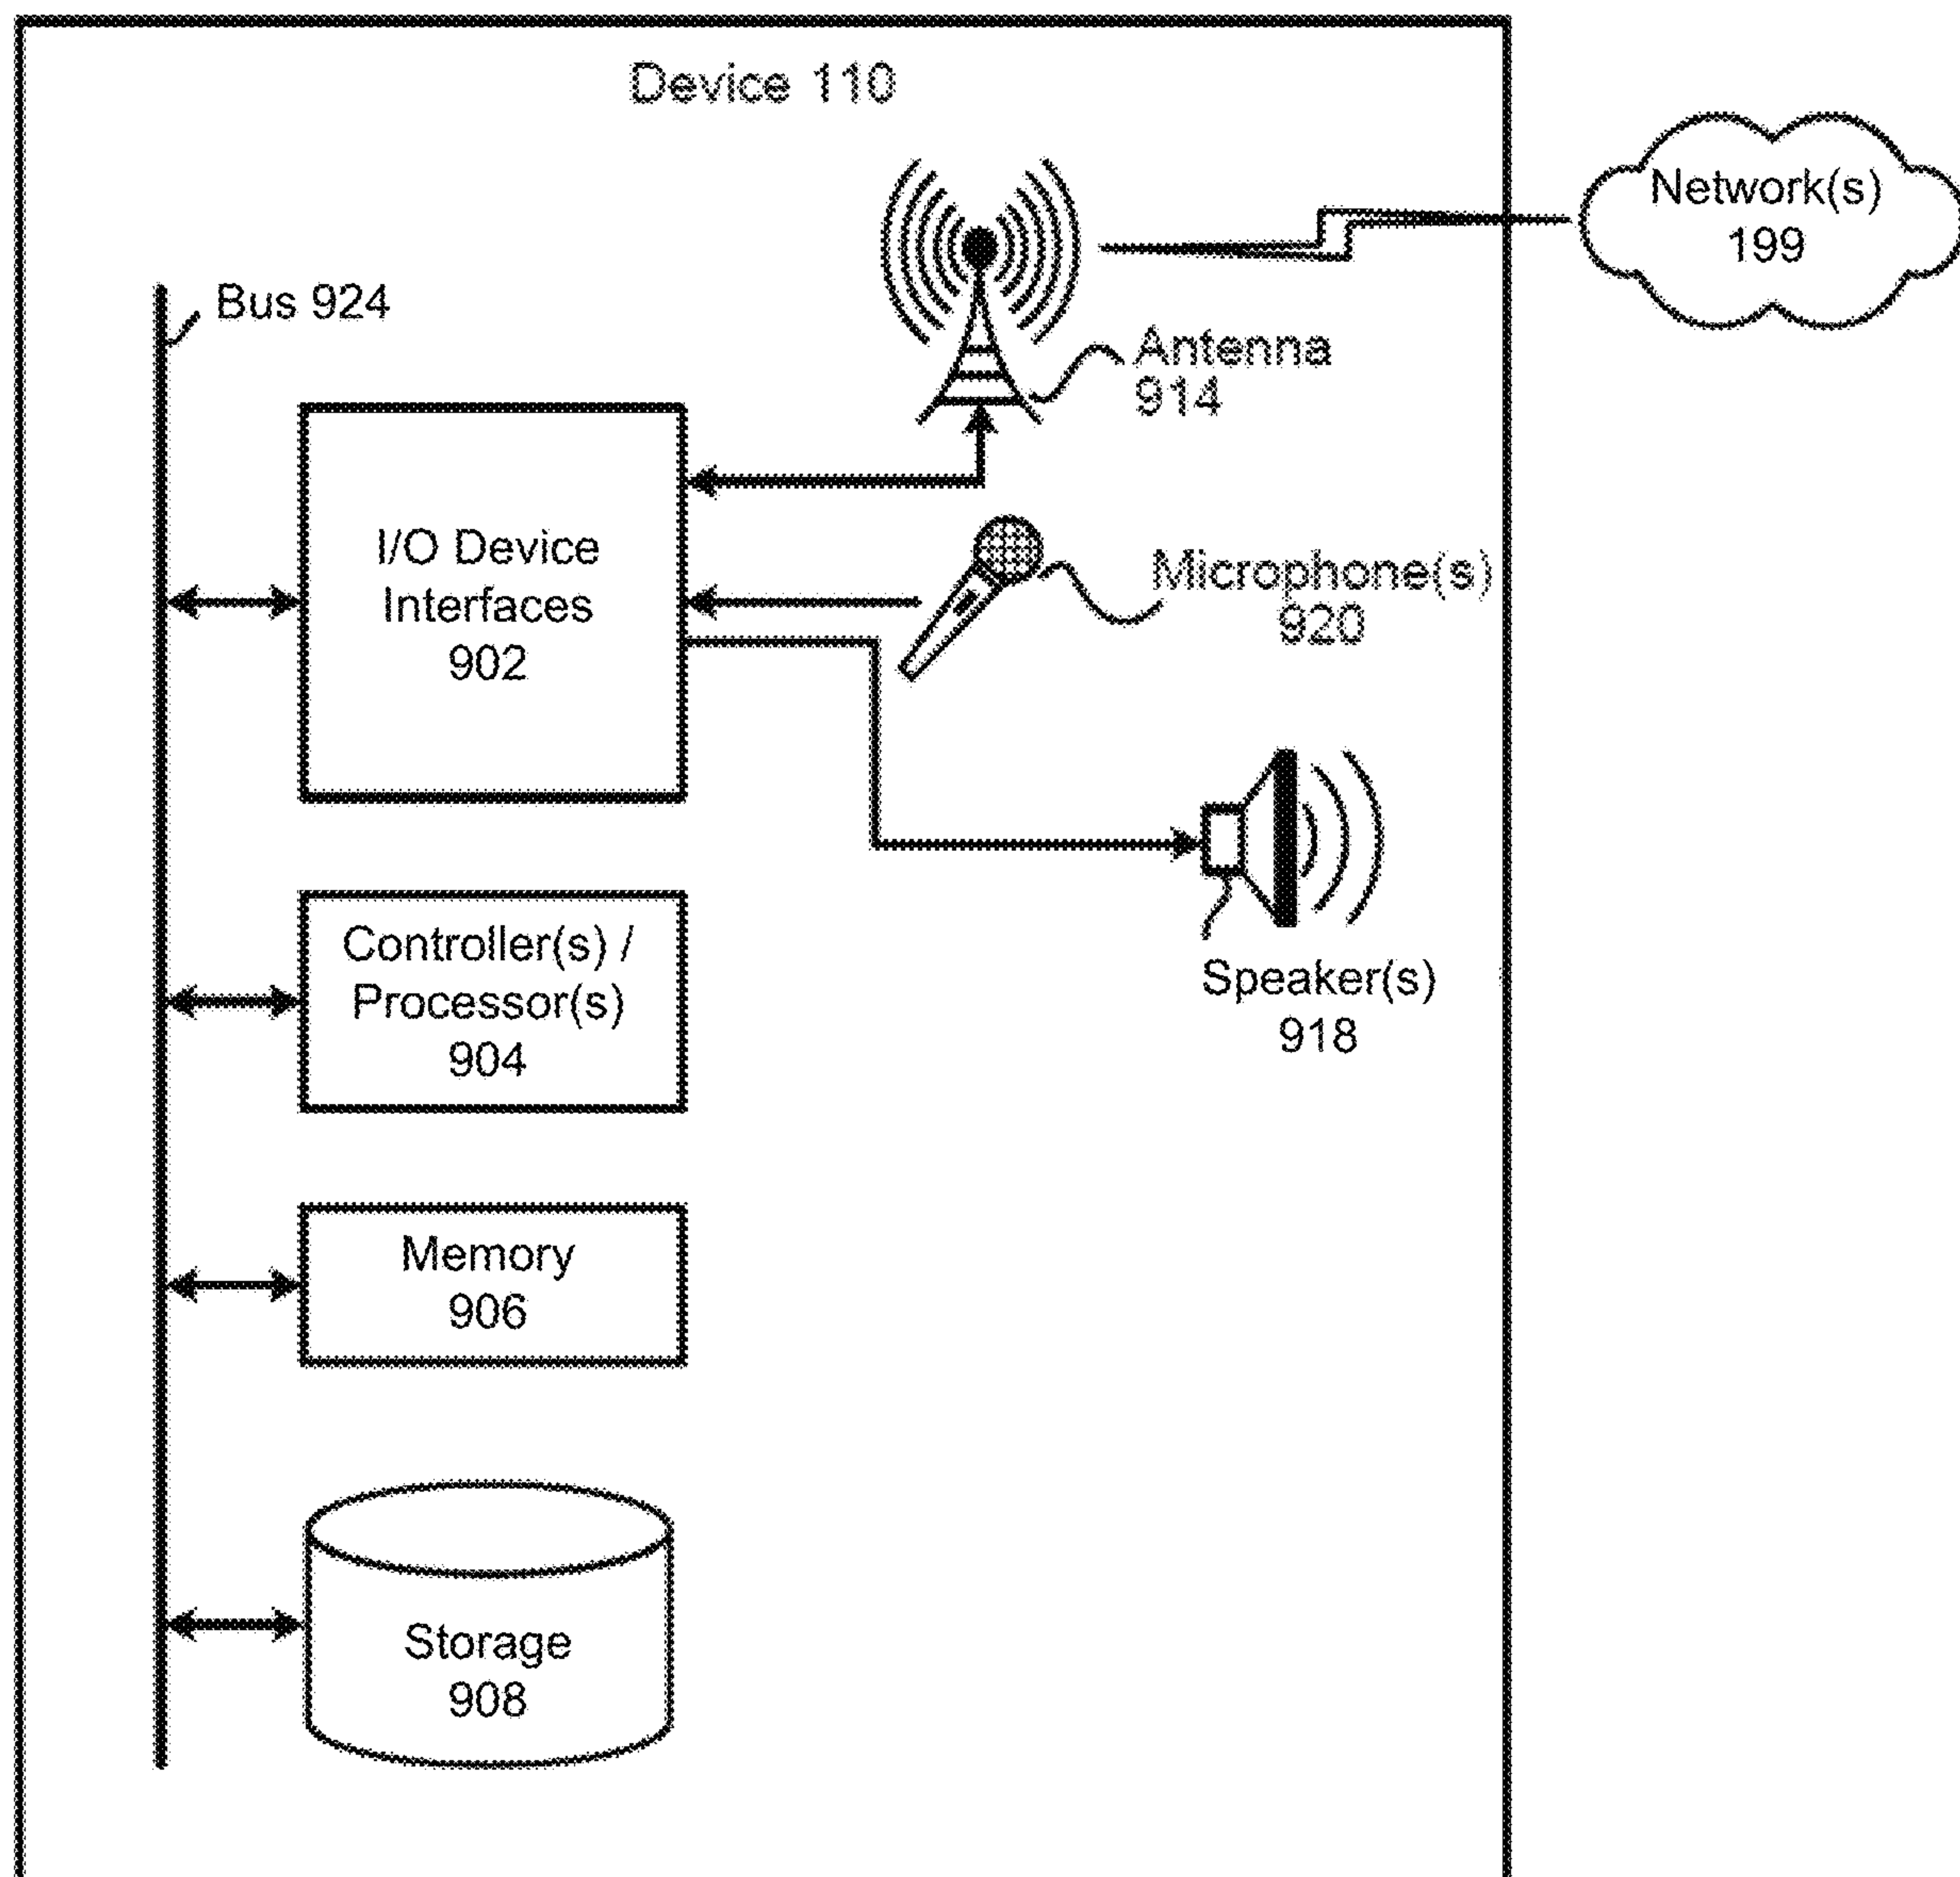 Device 110
Network(s)
199
Bus 924
Antenna
914
I/O Device
Interfaces
902
Microphone(s)
920
Controller(s) /
Processor(s)
904
Speaker(s)
918
Memory
906
Storage
908